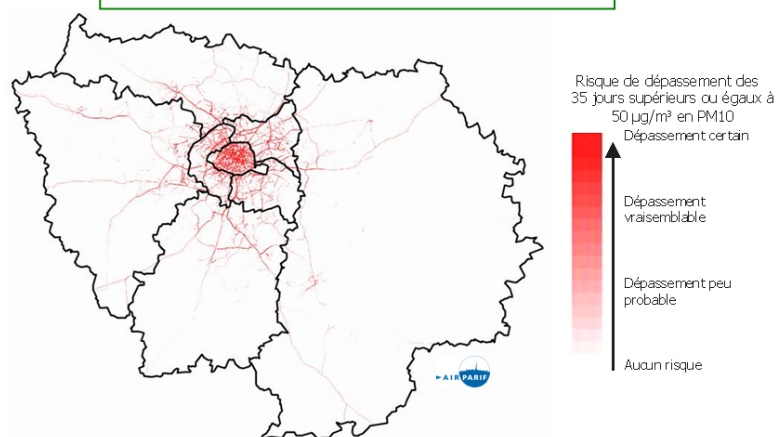 Risque de dépassement des
35 jours supérieurs ou égaux à
50 µg/m³ en PM10
Dépassement certain
Dépassement
vraisemblable
Dépassement peu
probable
Aucun risque
AIRPARIF